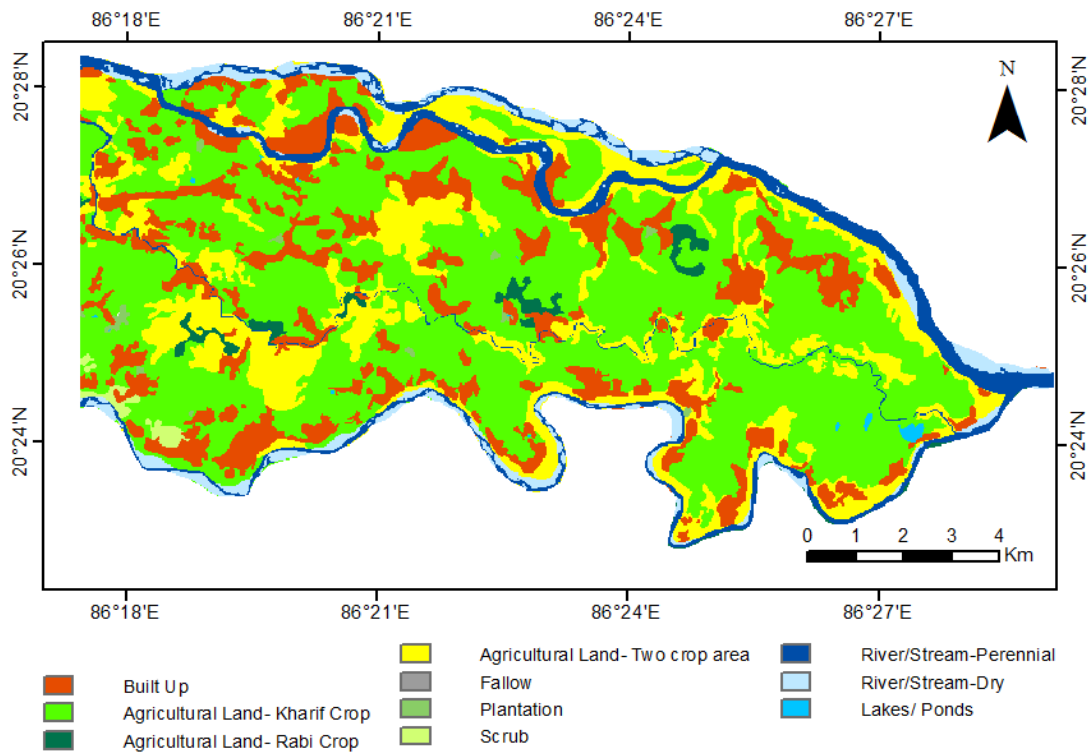 86°18'E 86°21'E 86°24'E 86°27'E
N
20°28'N 20°28'N
20°26'N 20°26'N
20°24'N 20°24'N
0 1 2 3 4
Km
86°18'E 86°21'E 86°24'E 86°27'E
Agricultural Land- Two crop area River/Stream-Perennial
Built Up Fallow River/Stream-Dry
Agricultural Land- Kharif Crop Plantation Lakes/ Ponds
Agricultural Land- Rabi Crop Scrub